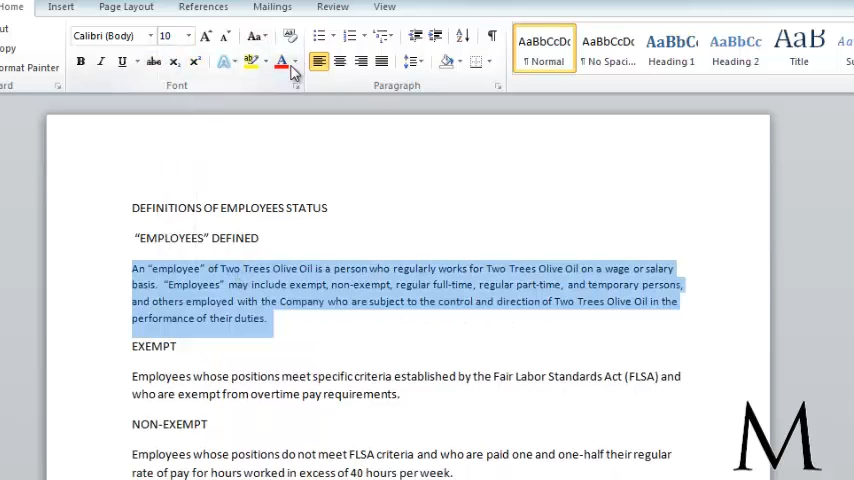 Home Insert Page Layout References Mailings Review View
Calibri (Body) 10 A A Aa
AaBbCcDc AaBbCcDc AaBbCc AaBbCc AaB
B I U abc x₂ x² A ab A
¶ Normal ¶ No Spaci... Heading 1 Heading 2 Title
ormat Painter
Font Paragraph
DEFINITIONS OF EMPLOYEES STATUS
“EMPLOYEES” DEFINED
An “employee” of Two Trees Olive Oil is a person who regularly works for Two Trees Olive Oil on a wage or salary
basis. “Employees” may include exempt, non-exempt, regular full-time, regular part-time, and temporary persons,
and others employed with the Company who are subject to the control and direction of Two Trees Olive Oil in the
performance of their duties.
EXEMPT
Employees whose positions meet specific criteria established by the Fair Labor Standards Act (FLSA) and
who are exempt from overtime pay requirements.
NON-EXEMPT
Employees whose positions do not meet FLSA criteria and who are paid one and one-half their regular
rate of pay for hours worked in excess of 40 hours per week.
M